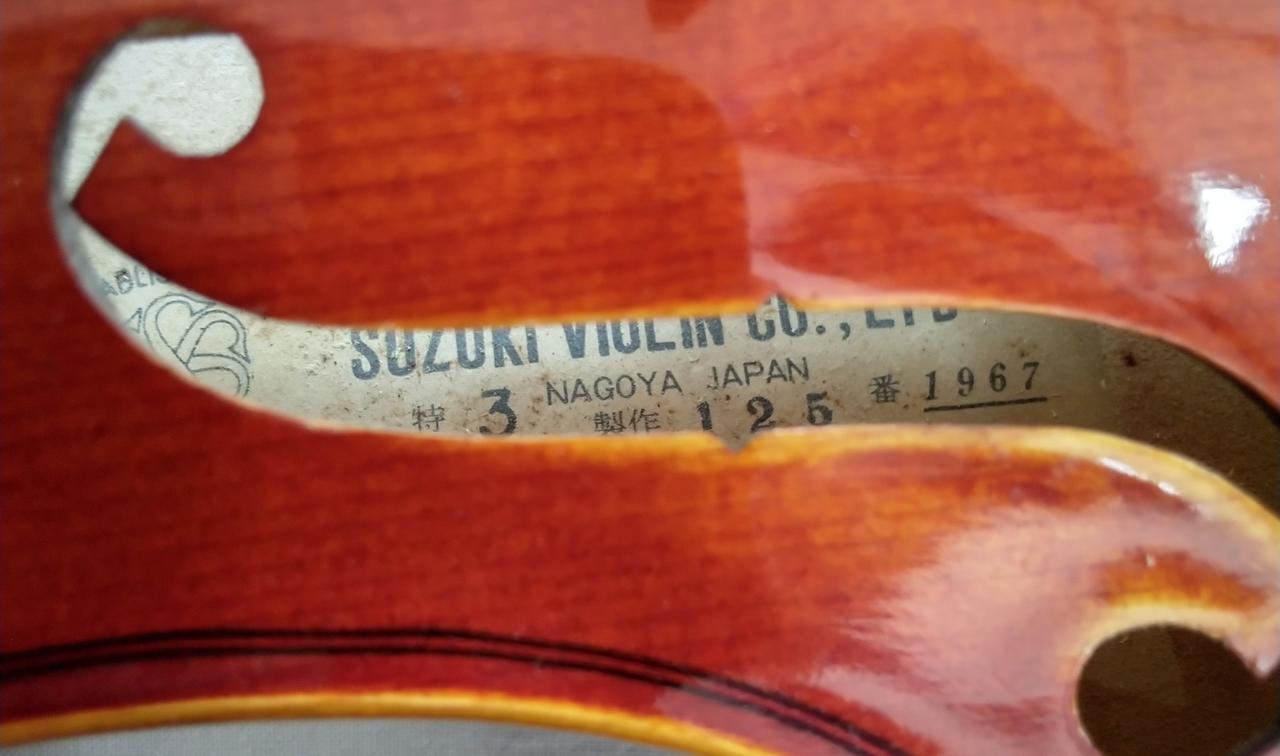 SUZUKI VIOLIN CO., LTD
NAGOYA JAPAN
特 3 製作 125 番 1967